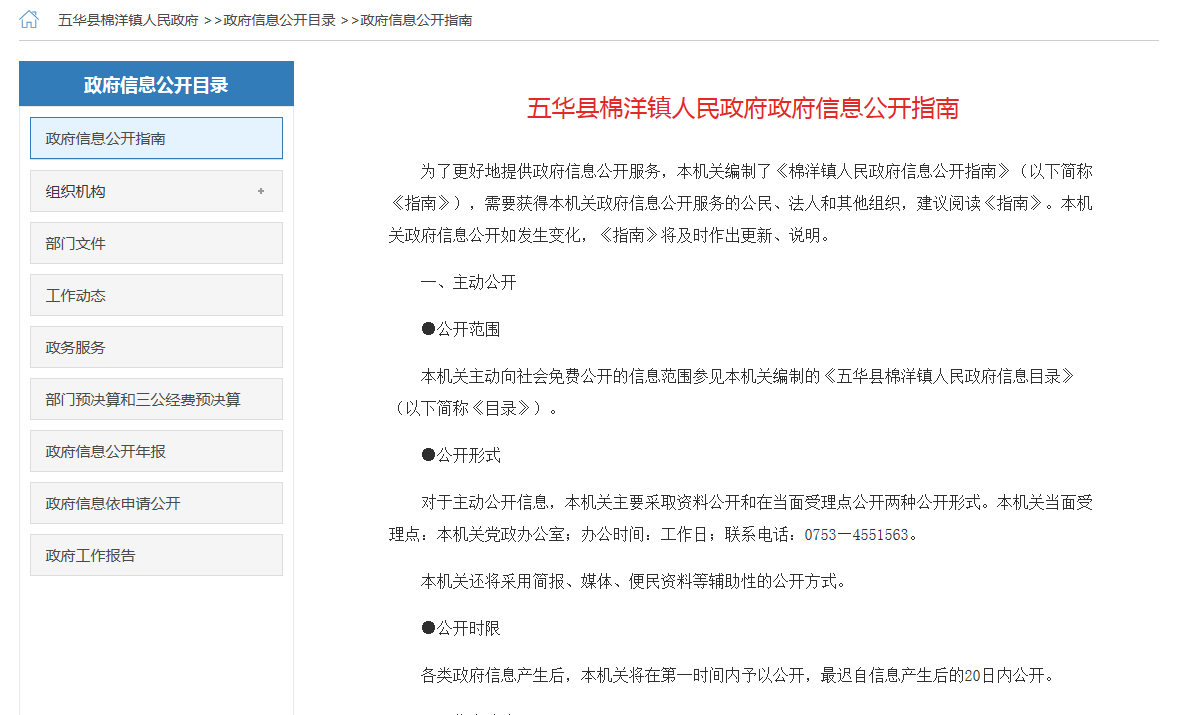 五华县棉洋镇人民政府 >>政府信息公开目录 >>政府信息公开指南
政府信息公开目录
政府信息公开指南
组织机构 +
部门文件
工作动态
政务服务
部门预决算和三公经费预决算
政府信息公开年报
政府信息依申请公开
政府工作报告
五华县棉洋镇人民政府政府信息公开指南
为了更好地提供政府信息公开服务，本机关编制了《棉洋镇人民政府信息公开指南》（以下简称
《指南》），需要获得本机关政府信息公开服务的公民、法人和其他组织，建议阅读《指南》。本机
关政府信息公开如发生变化，《指南》将及时作出更新、说明。
一、主动公开
●公开范围
本机关主动向社会免费公开的信息范围参见本机关编制的《五华县棉洋镇人民政府信息目录》
（以下简称《目录》）。
●公开形式
对于主动公开信息，本机关主要采取资料公开和在当面受理点公开两种公开形式。本机关当面受
理点：本机关党政办公室；办公时间：工作日；联系电话：0753—4551563。
本机关还将采用简报、媒体、便民资料等辅助性的公开方式。
●公开时限
各类政府信息产生后，本机关将在第一时间内予以公开，最迟自信息产生后的20日内公开。